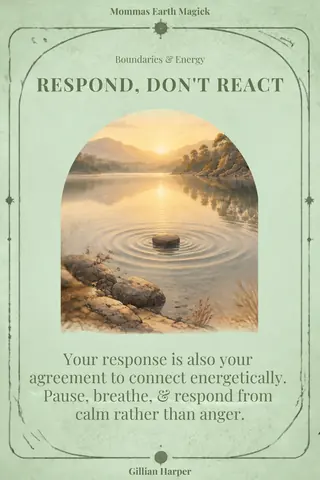 Mommas Earth Magick
Boundaries & Energy
RESPOND, DON'T REACT
Your response is also your
agreement to connect energetically.
Pause, breathe, & respond from
calm rather than anger.
Gillian Harper